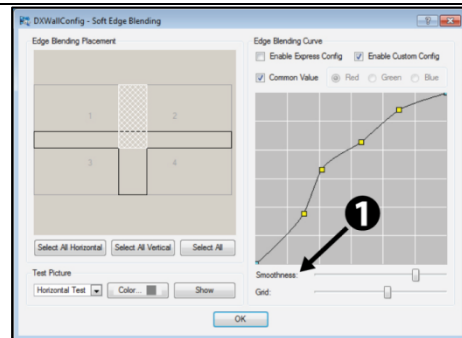 DXWallConfig - Soft Edge Blending
Edge Blending Placement
1
2
3
4
Select All Horizontal
Select All Vertical
Select All
Test Picture
Horizontal Test
Color...
Show
Edge Blending Curve
Enable Express Config
Enable Custom Config
Common Value
Red
Green
Blue
1
Smoothness:
Grid:
OK